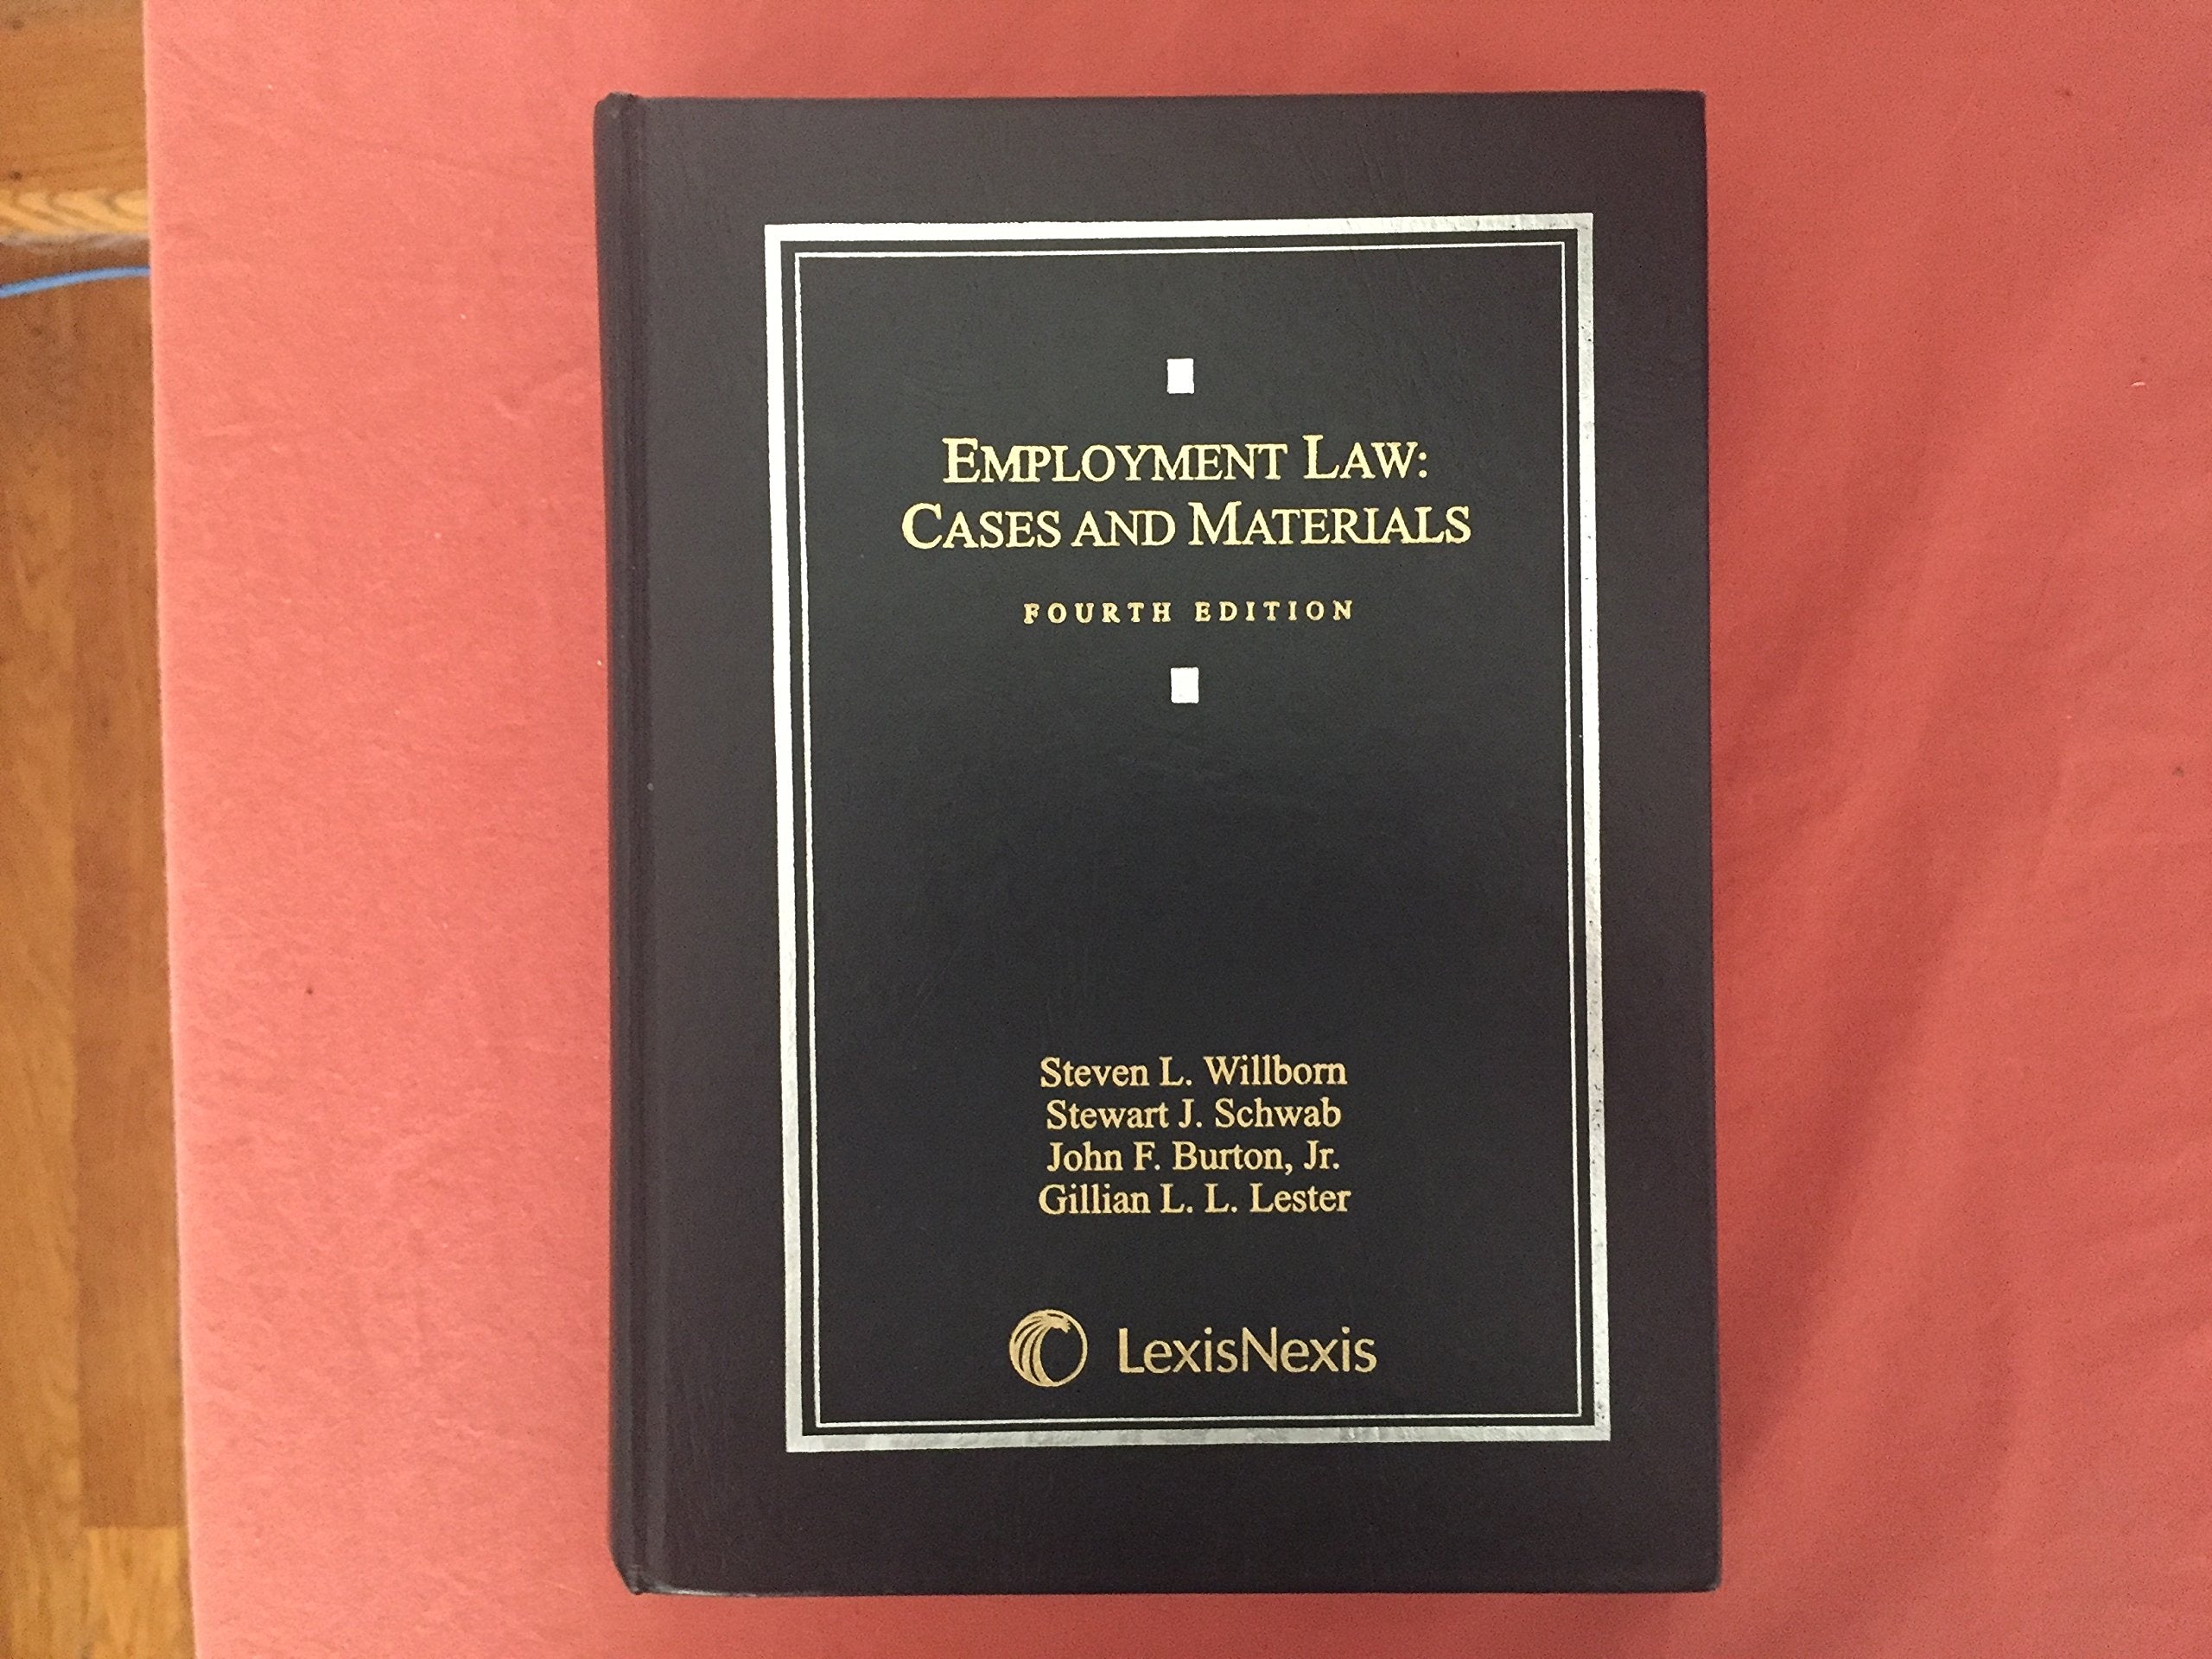 EMPLOYMENT LAW:
CASES AND MATERIALS
FOURTH EDITION
Steven L. Willborn
Stewart J. Schwab
John F. Burton, Jr.
Gillian L. L. Lester
LexisNexis